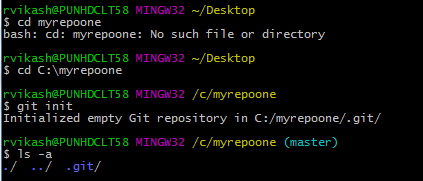 rvikash@PUNHDCLT58 MINGW32 ~/Desktop
$ cd myrepoone
bash: cd: myrepoone: No such file or directory
rvikash@PUNHDCLT58 MINGW32 ~/Desktop
$ cd C:\myrepoone
rvikash@PUNHDCLT58 MINGW32 /c/myrepoone
$ git init
Initialized empty Git repository in C:/myrepoone/.git/
rvikash@PUNHDCLT58 MINGW32 /c/myrepoone (master)
$ ls -a
./ ../ .git/